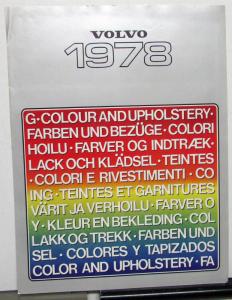 VOLVO
1978
G·COLOUR AND UPHOLSTERY·
FARBEN UND BEZÜGE·COLORI
HOILU·FARVER OG INDTRÆK·
LACK OCH KLÄDSEL·TEINTES
·COLORI E RIVESTIMENTI·CO
ING·TEINTES ET GARNITURES
VÄRIT JA VERHOILU·FARVER O
Y·KLEUR EN BEKLEDING·COL
LAKK OG TREKK·FARBEN UND
SEL·COLORES Y TAPIZADOS
COLOR AND UPHOLSTERY·FA